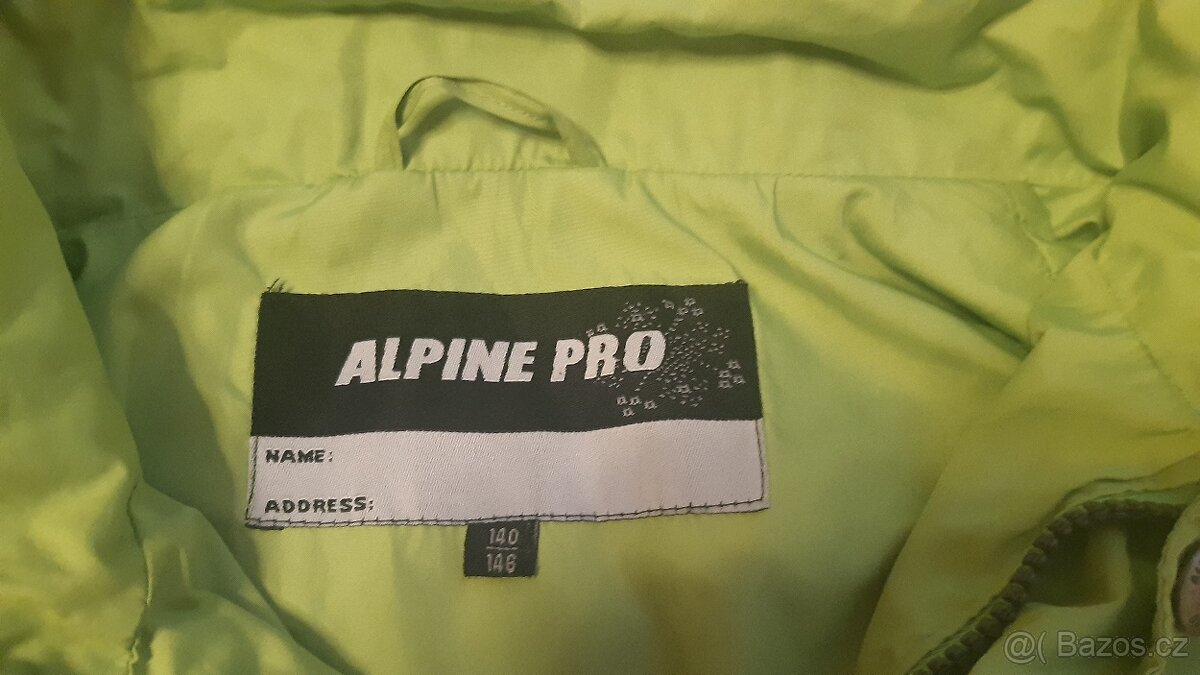 ALPINE PRO
NAME:
ADDRESS:
140
146
@( Bazos.cz